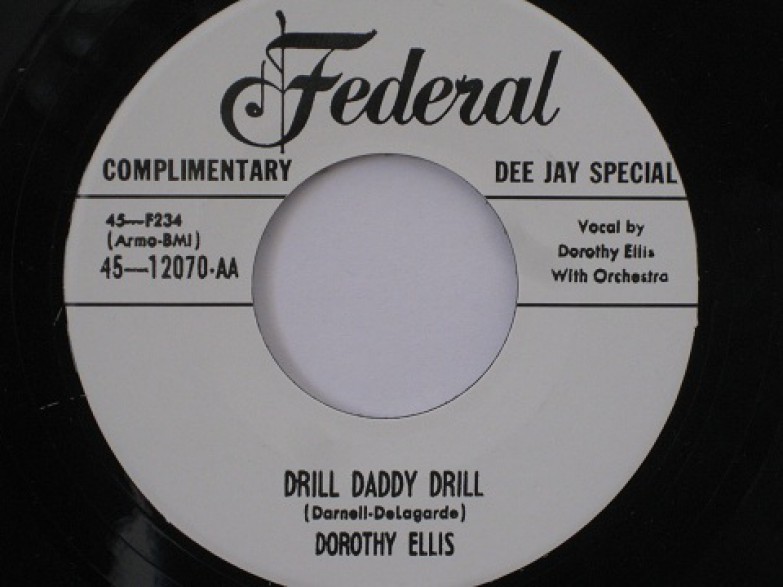 Federal
COMPLIMENTARY
DEE JAY SPECIAL
45—F234
(Armo-BMI)
45—12070-AA
Vocal by
Dorothy Ellis
With Orchestra
DRILL DADDY DRILL
(Darnell-DeLagarde)
DOROTHY ELLIS